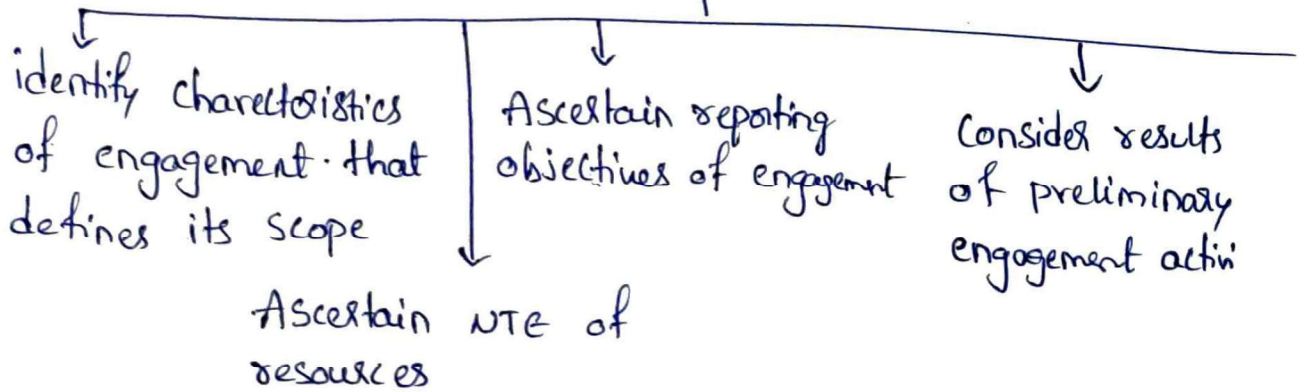 identify charectoristics
of engagement. that
defines its scope
Ascertain NTE of
resources
Ascertain reporting
objectives of engagement
Consider results
of preliminary
engagement activi